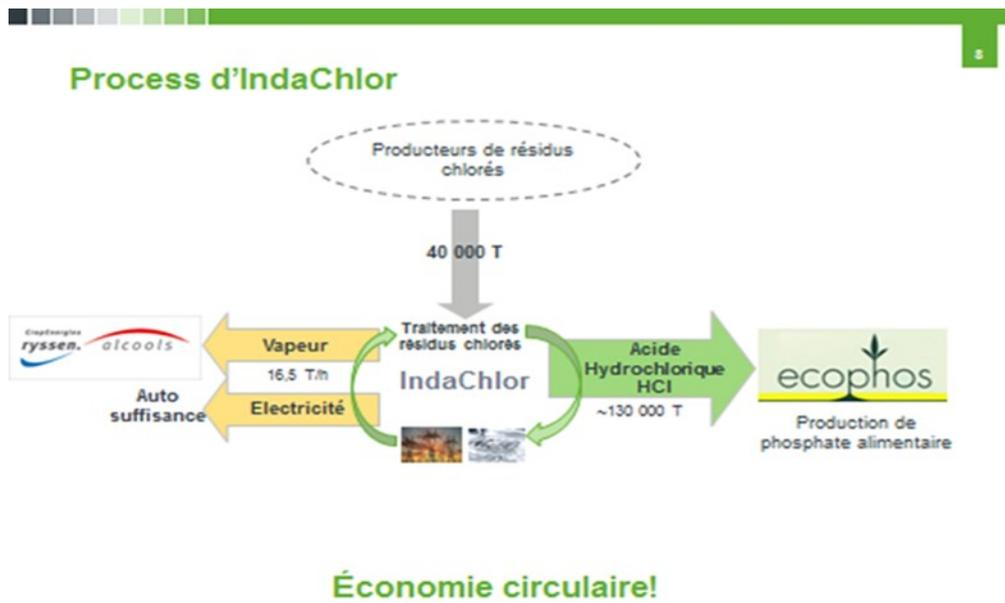 8
Process d'IndaChlor
Producteurs de résidus
chlorés
40 000 T
CropEnergies
ryssen. alcools
Vapeur
16,5 T/h
Auto
suffisance
Electricité
Traitement des
résidus chlorés
IndaChlor
Acide
Hydrochlorique
HCl
~130 000 T
ecophos
Production de
phosphate alimentaire
Économie circulaire!